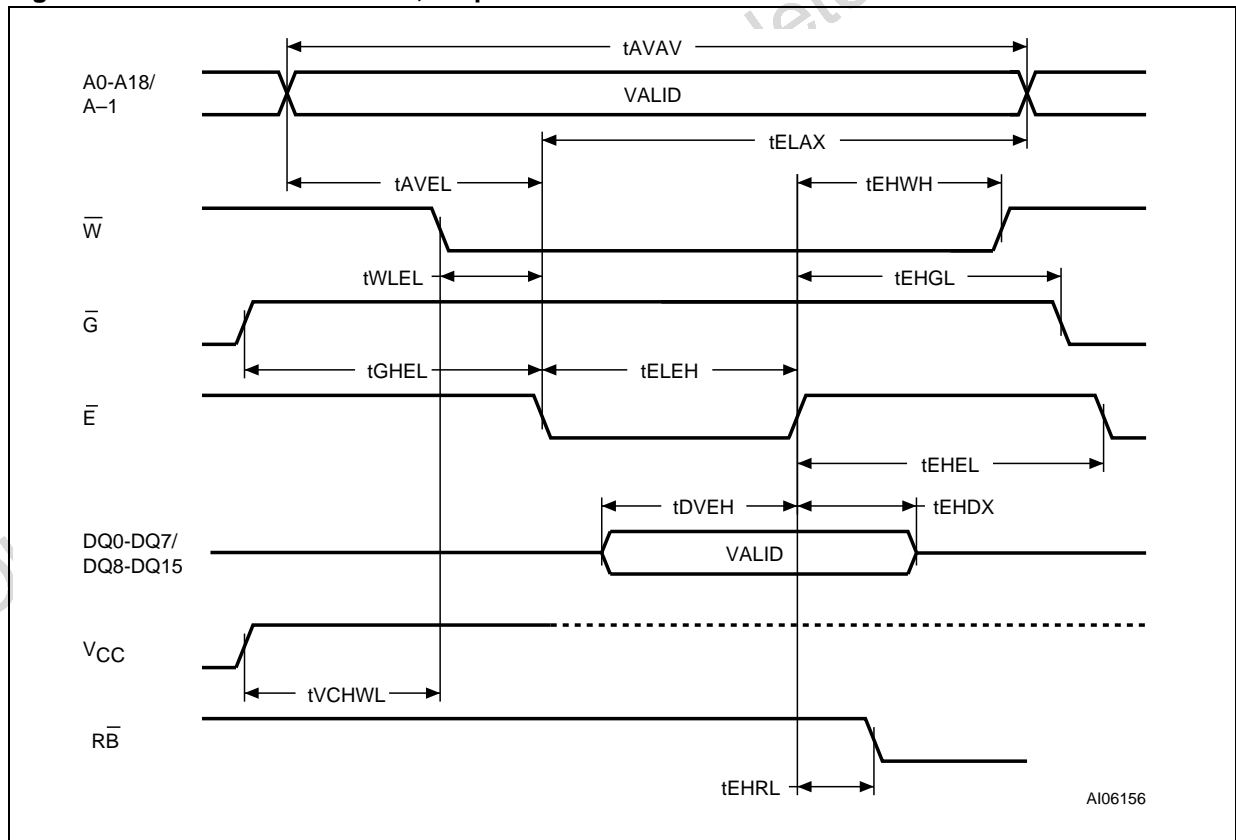 tAVAV
A0-A18/
A–1
VALID
tELAX
tAVEL
tEHWH
W̅
tWLEL
tEHGL
G̅
tGHEL
tELEH
E̅
tEHEL
tDVEH
tEHDX
DQ0-DQ7/
DQ8-DQ15
VALID
VCC
tVCHWL
RB̅
tEHRL
AI06156